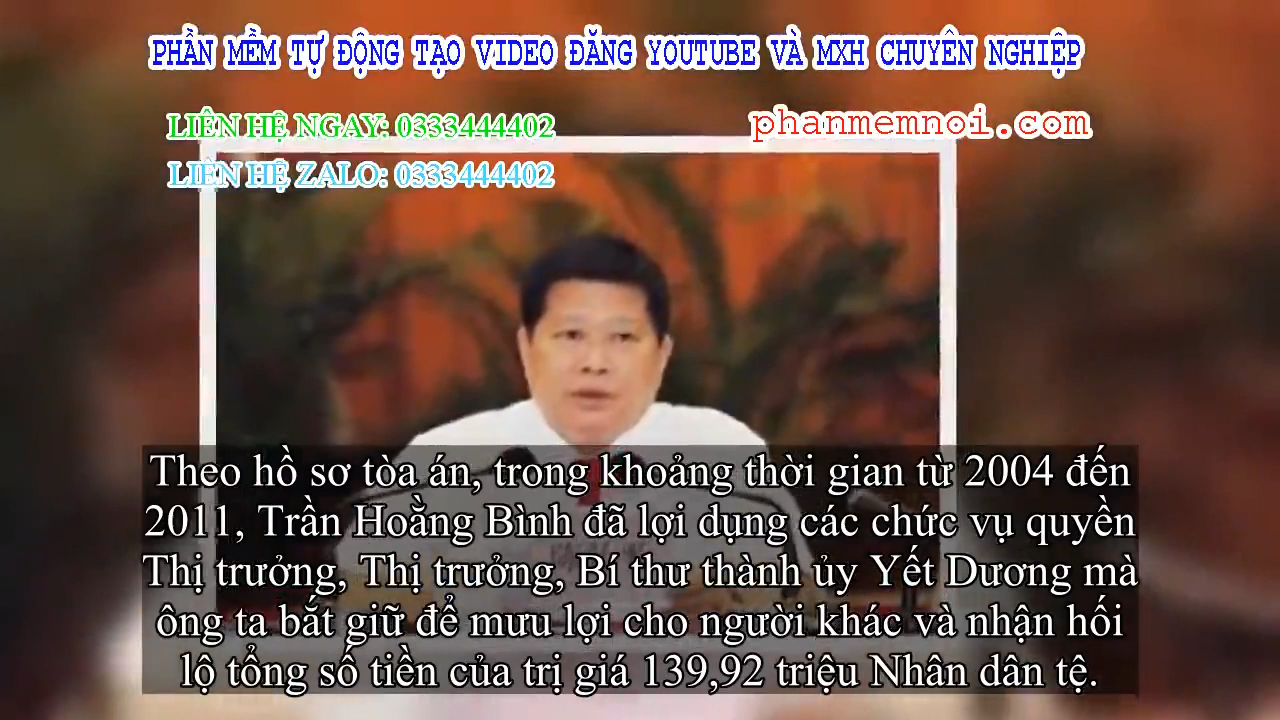 PHẦN MỀM TỰ ĐỘNG TẠO VIDEO ĐĂNG YOUTUBE VÀ MXH CHUYÊN NGHIỆP
LIÊN HỆ NGAY: 0333444402
phanmemnoi.com
LIÊN HỆ ZALO: 0333444402
Theo hồ sơ tòa án, trong khoảng thời gian từ 2004 đến
2011, Trần Hoằng Bình đã lợi dụng các chức vụ quyền
Thị trưởng, Thị trưởng, Bí thư thành ủy Yết Dương mà
ông ta bắt giữ để mưu lợi cho người khác và nhận hối
lộ tổng số tiền của trị giá 139,92 triệu Nhân dân tệ.